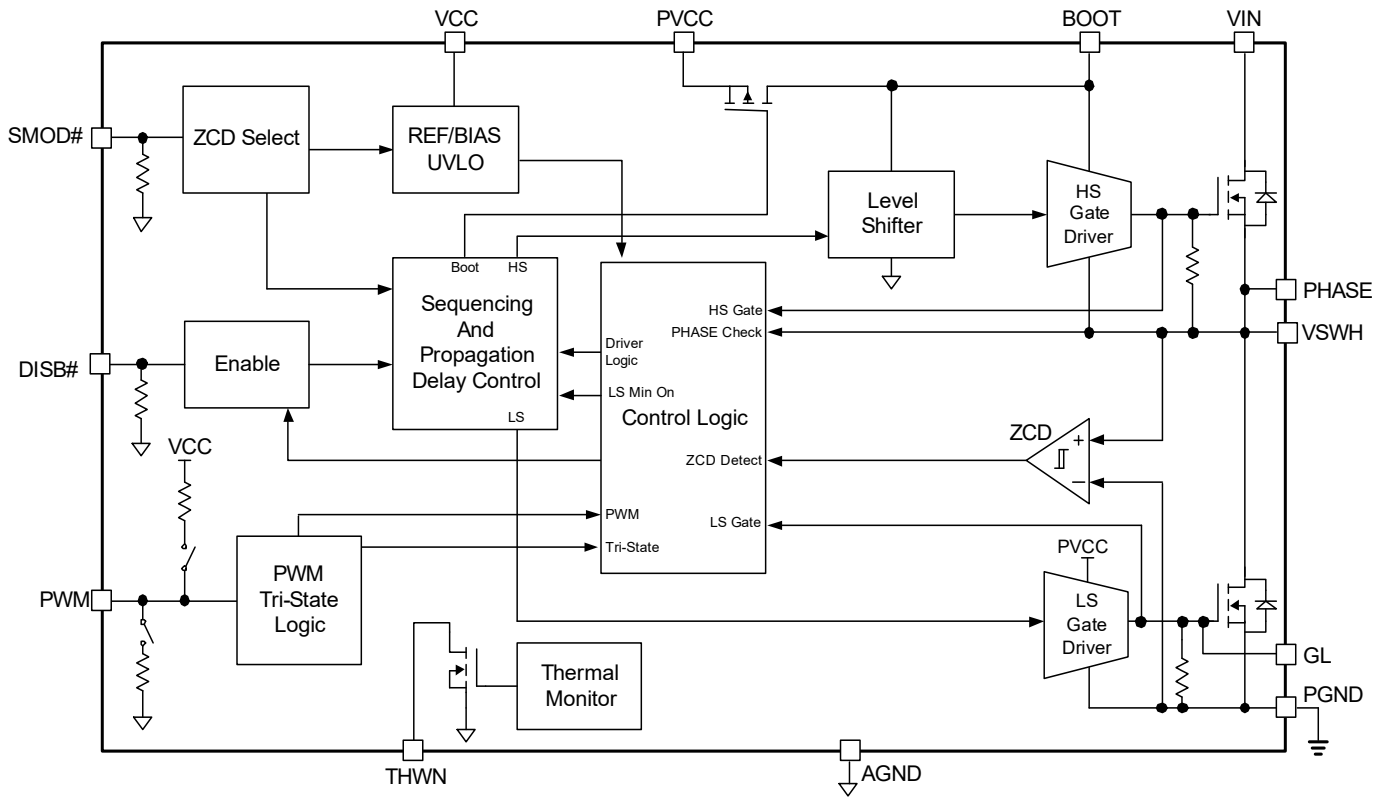 VCC
PVCC
BOOT
VIN
SMOD#
ZCD Select
REF/BIAS
UVLO
Level
Shifter
HS
Gate
Driver
Boot
HS
Sequencing
And
Propagation
Delay Control
LS
PHASE
VSWH
HS Gate
PHASE Check
Driver
Logic
LS Min On
Control Logic
ZCD Detect
LS Gate
PWM
Tri-State
DISB#
Enable
ZCD
+
−
VCC
PWM
PWM
Tri-State
Logic
PVCC
LS
Gate
Driver
GL
PGND
Thermal
Monitor
THWN
AGND